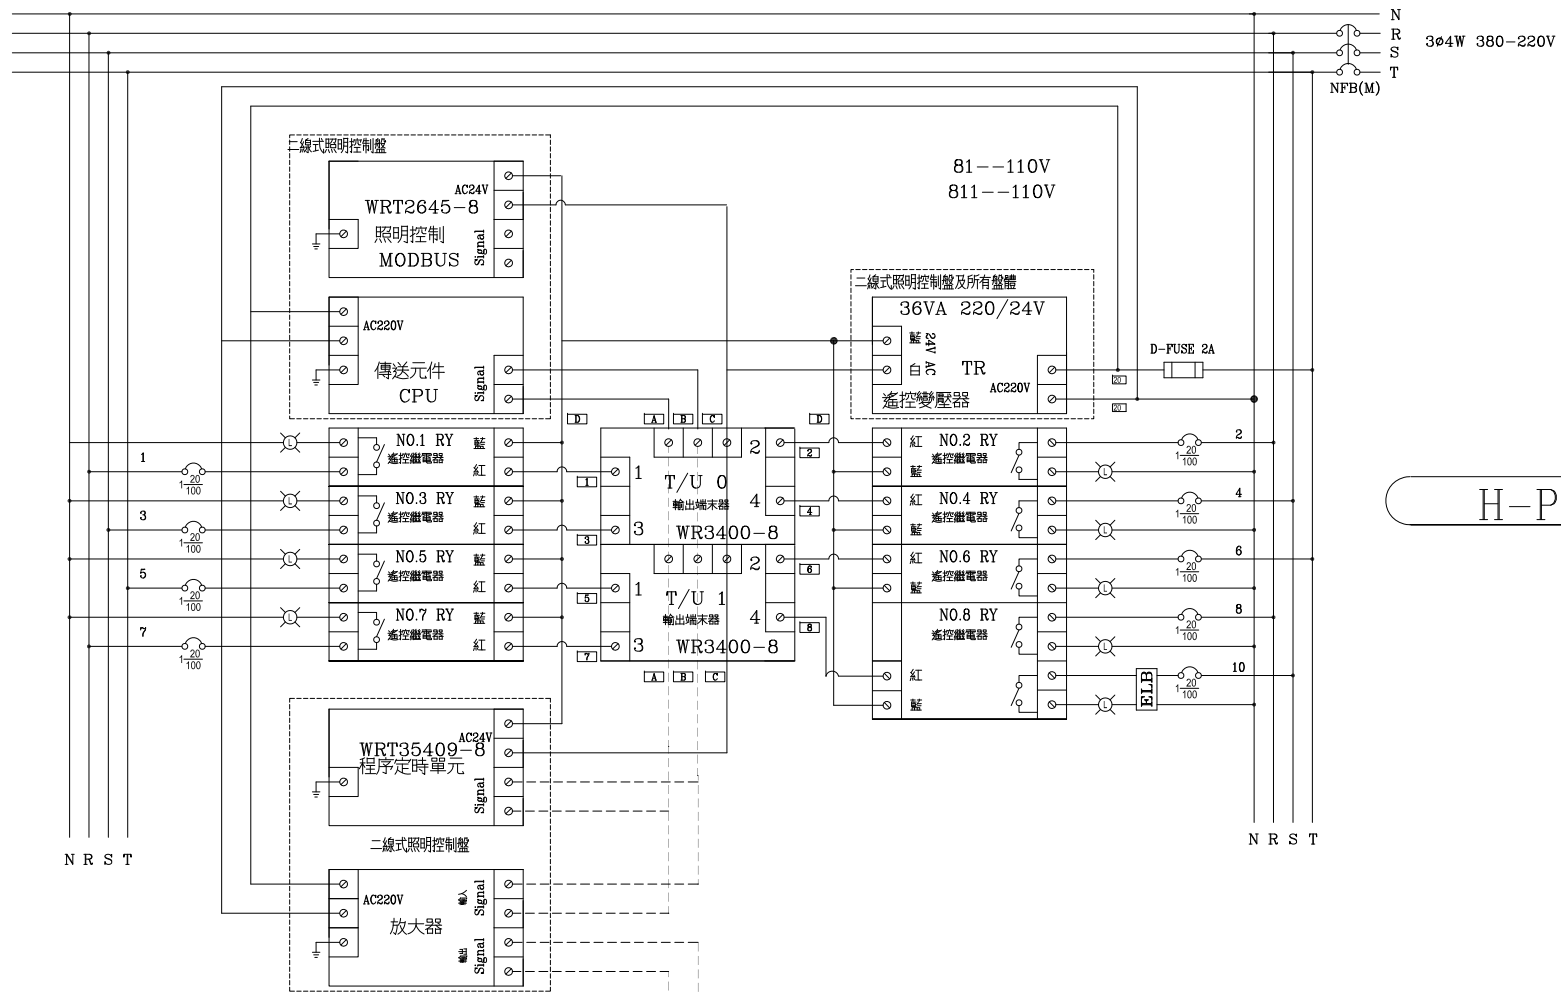 N
R
3ø4W 380-220V
S
T
NFB(M)
二線式照明控制盤
AC24V
WRT2645-8
照明控制
MODBUS
Signal
81--110V
811--110V
AC220V
傳送元件
CPU
Signal
二線式照明控制盤及所有盤體
36VA 220/24V
藍
24V
白
AC
TR
AC220V
遙控變壓器
D-FUSE 2A
20
20
D
A
B
C
D
1
1 20/100
NO.1 RY
遙控繼電器
藍
紅
1
1
2
T/U 0
輸出端末器
4
3
WR3400-8
2
4
紅
藍
NO.2 RY
遙控繼電器
2
1 20/100
L
L
3
1 20/100
NO.3 RY
遙控繼電器
藍
紅
3
紅
藍
NO.4 RY
遙控繼電器
4
1 20/100
L
L
5
1 20/100
NO.5 RY
遙控繼電器
藍
紅
5
1
2
T/U 1
輸出端末器
4
3
WR3400-8
6
8
紅
藍
NO.6 RY
遙控繼電器
6
1 20/100
L
L
7
1 20/100
NO.7 RY
遙控繼電器
藍
紅
7
NO.8 RY
遙控繼電器
8
1 20/100
L
L
A
B
C
紅
藍
ELB
10
1 20/100
L
H-P
AC24V
WRT35409-8
程序定時單元
Signal
二線式照明控制盤
N R S T
N R S T
AC220V
放大器
輸入
Signal
輸出
Signal